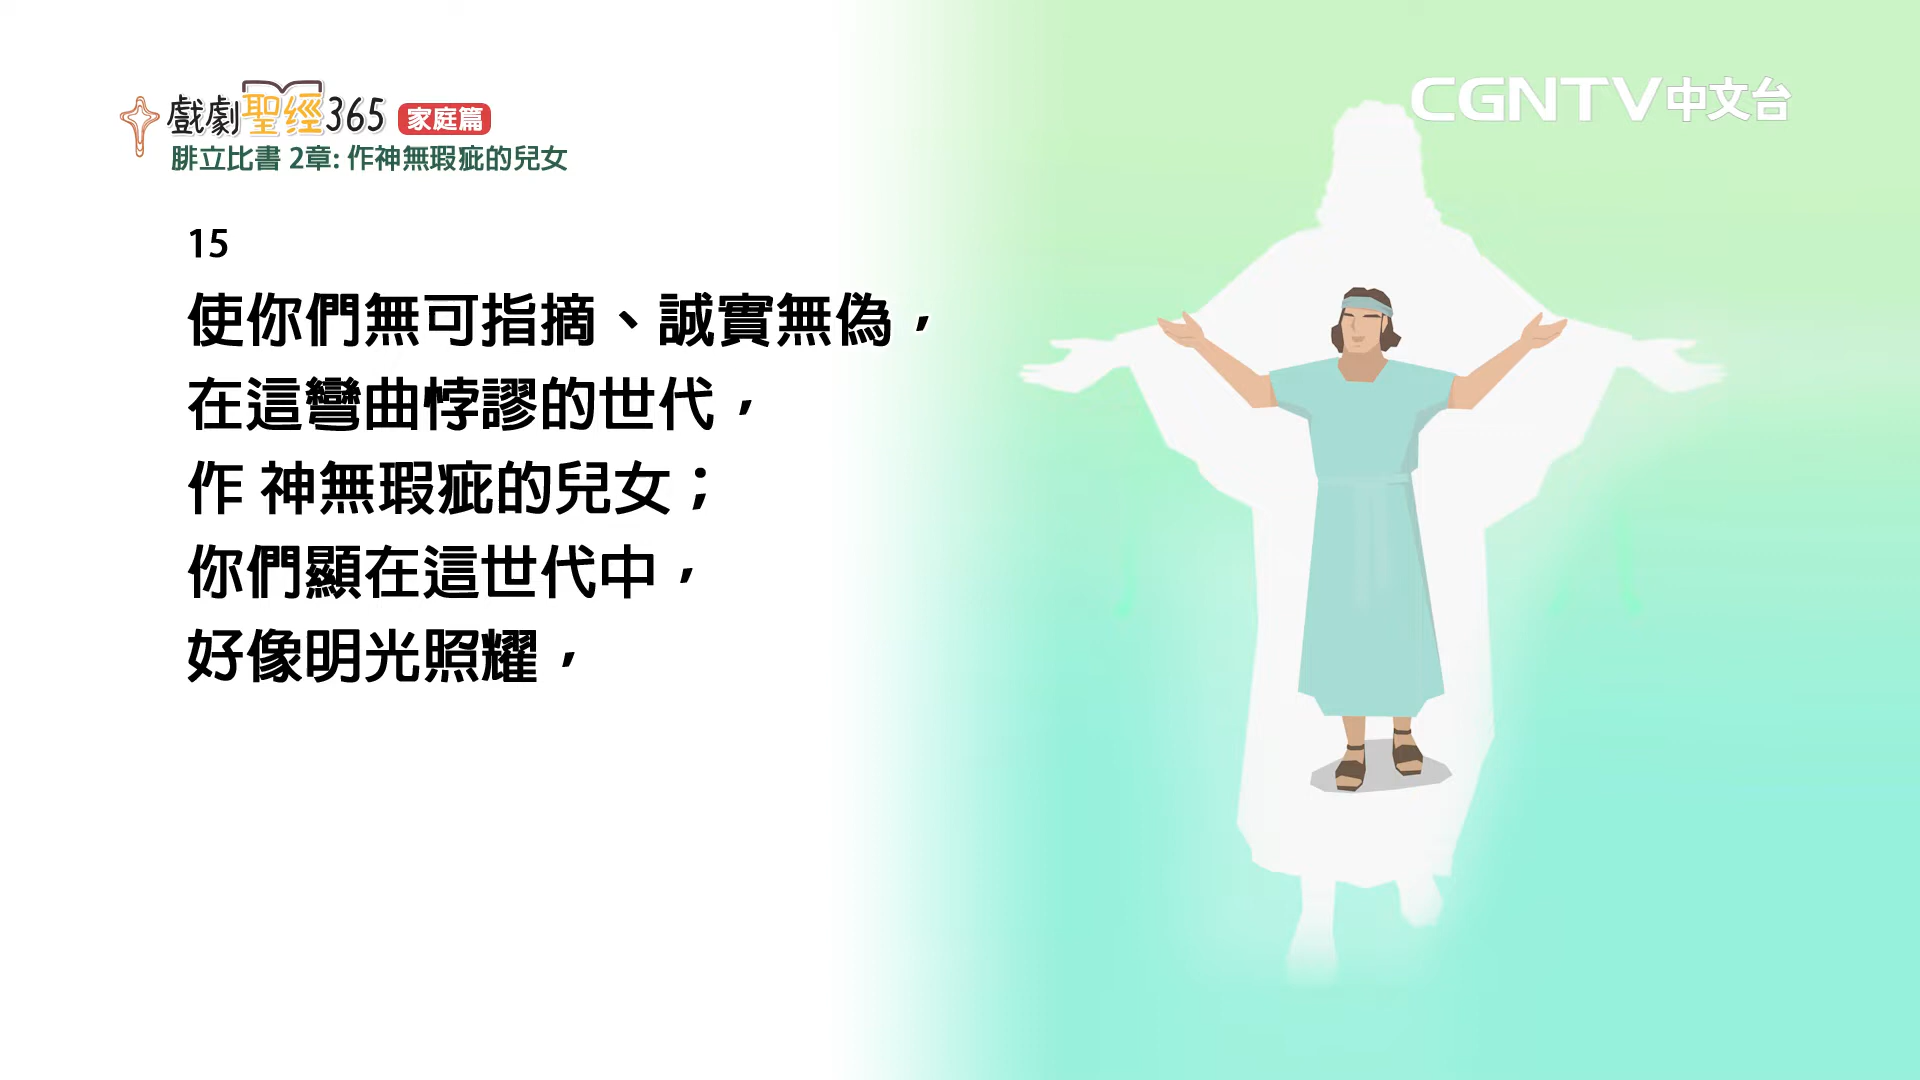 戲劇聖經365 家庭篇
CGNTV中文台
腓立比書 2章: 作神無瑕疵的兒女
15
使你們無可指摘、誠實無偽，
在這彎曲悖謬的世代，
作 神無瑕疵的兒女；
你們顯在這世代中，
好像明光照耀，